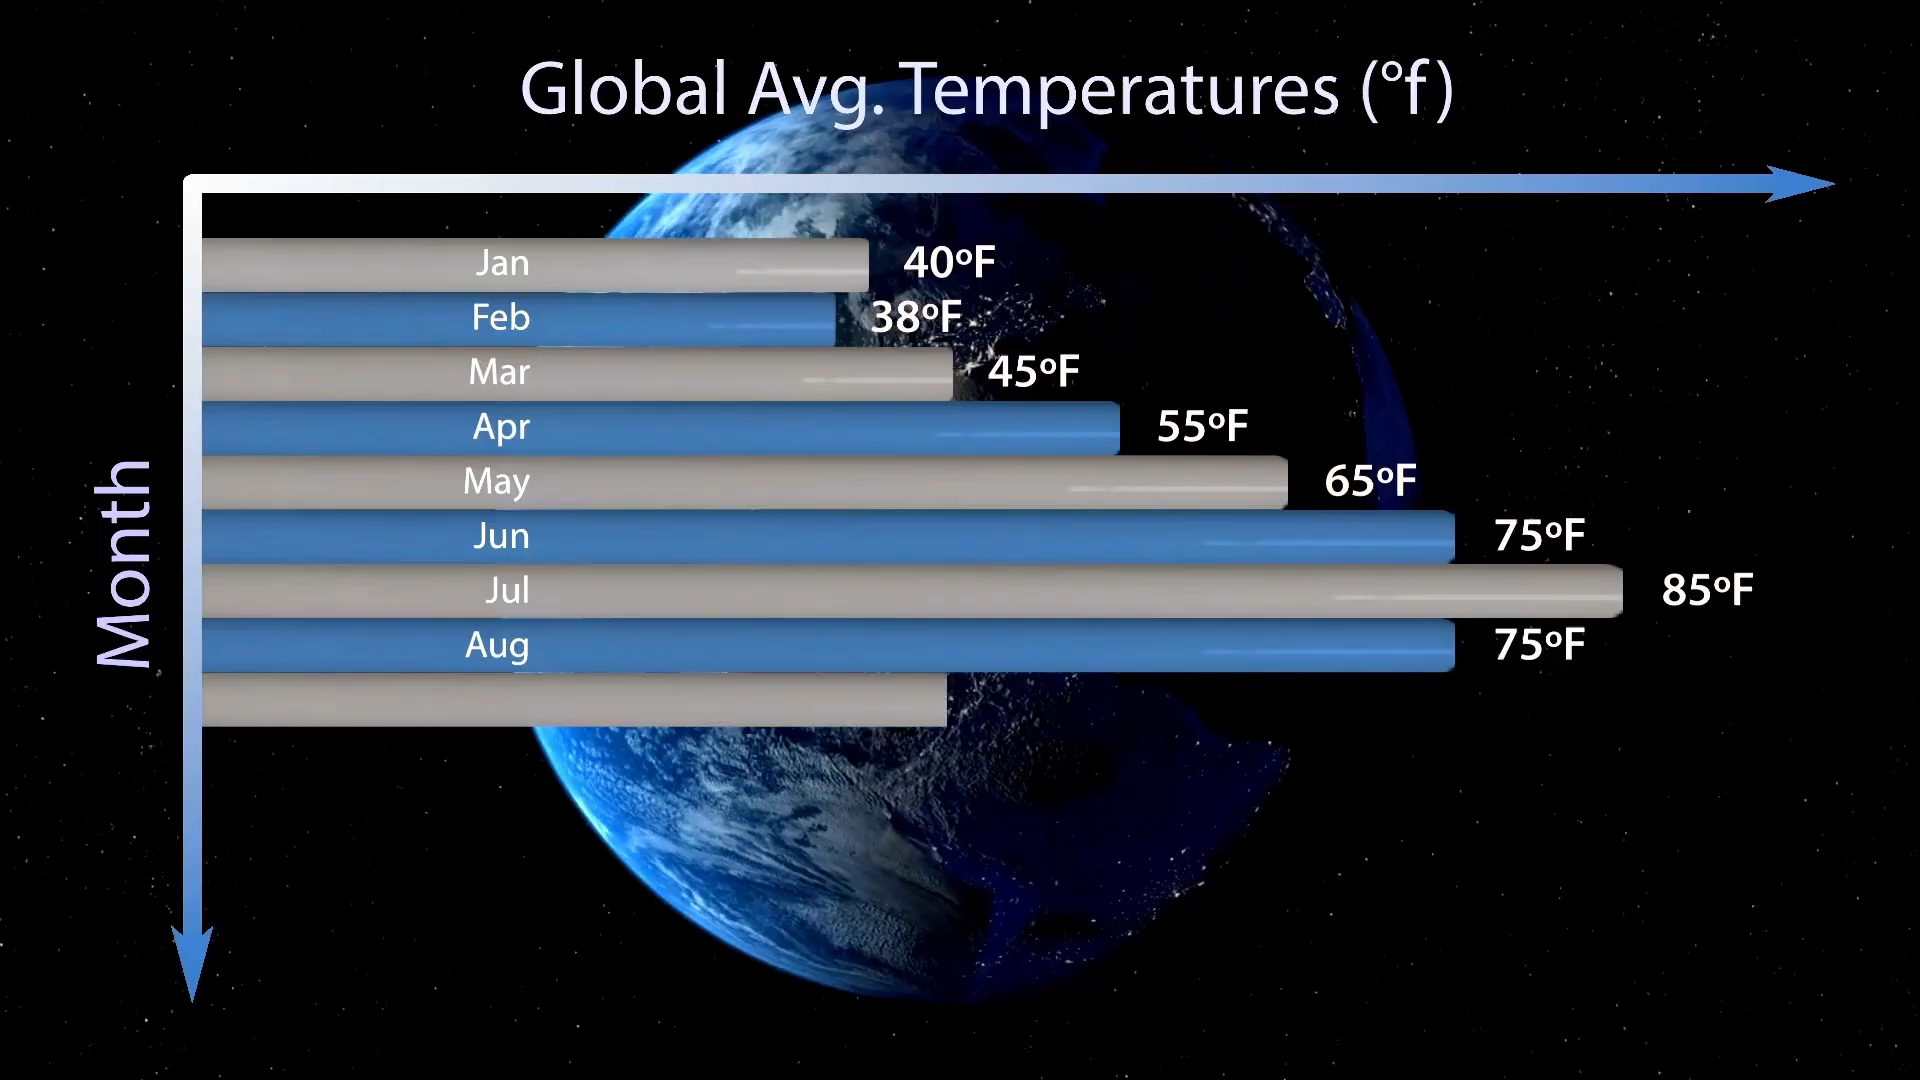 Global Avg. Temperatures (°f)
Month
Jan 40ºF
Feb 38ºF
Mar 45ºF
Apr 55ºF
May 65ºF
Jun 75ºF
Jul 85ºF
Aug 75ºF